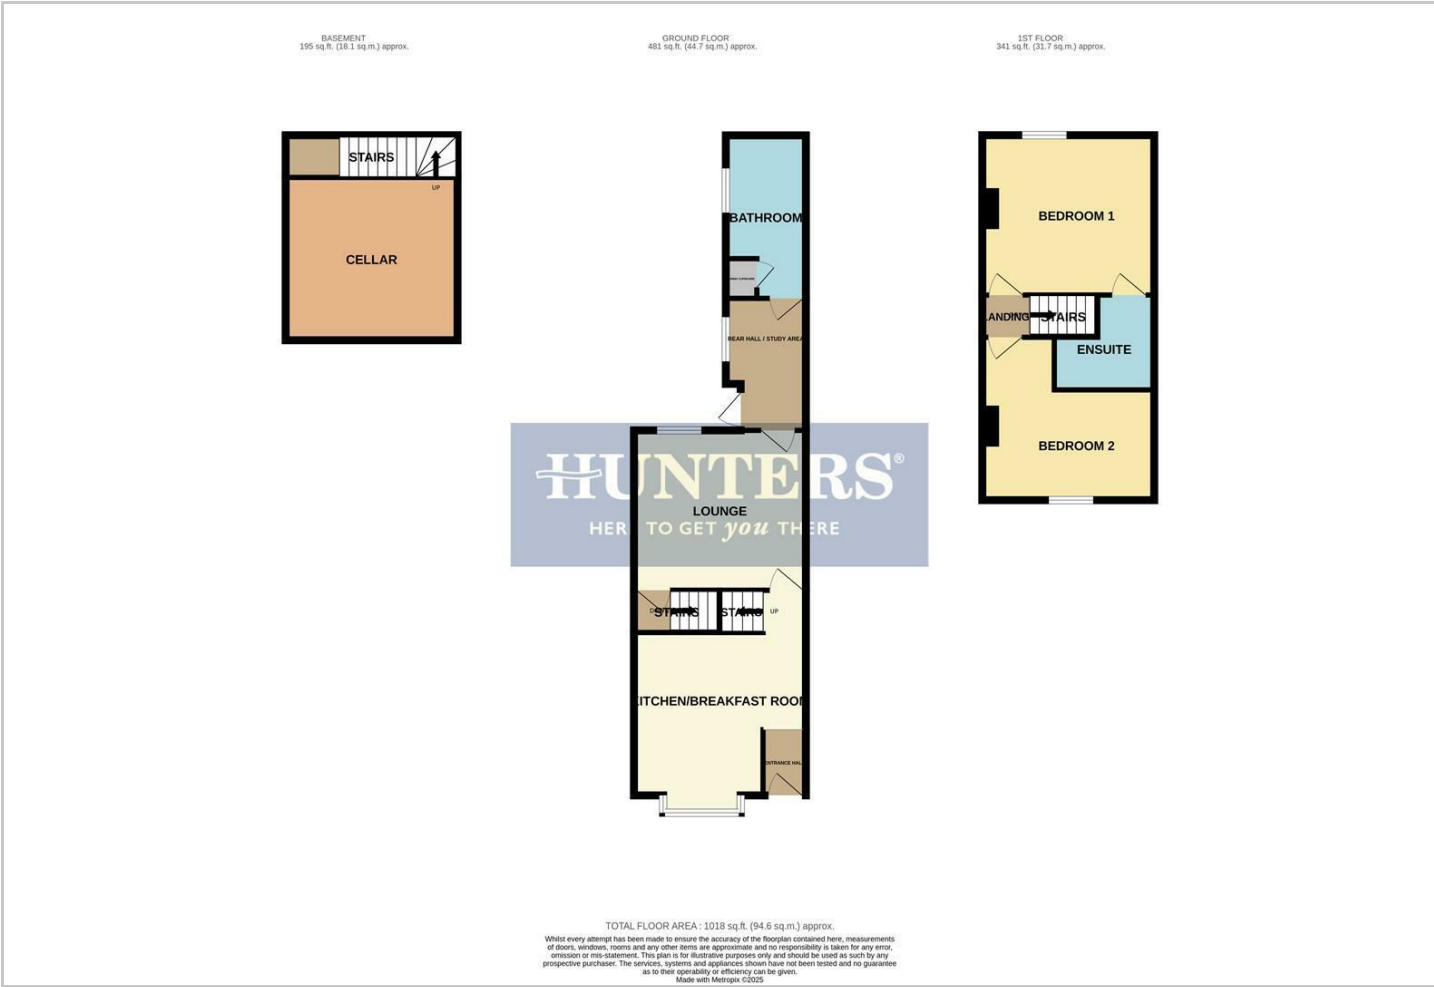 BASEMENT
195 sq.ft. (18.1 sq.m.) approx.
GROUND FLOOR
481 sq.ft. (44.7 sq.m.) approx.
1ST FLOOR
341 sq.ft. (31.7 sq.m.) approx.
STAIRS
UP
CELLAR
BATHROOM
REAR HALL / STUDY AREA
HUNTERS®
HERE TO GET you THERE
LOUNGE
STAIRS
STAIRS
UP
KITCHEN/BREAKFAST ROOM
ENTRANCE HALL
BEDROOM 1
LANDING
STAIRS
ENSUITE
BEDROOM 2
TOTAL FLOOR AREA : 1018 sq.ft. (94.6 sq.m.) approx.
Whilst every attempt has been made to ensure the accuracy of the floorplan contained here, measurements
of doors, windows, rooms and any other items are approximate and no responsibility is taken for any error,
omission or mis-statement. This plan is for illustrative purposes only and should be used as such by any
prospective purchaser. The services, systems and appliances shown have not been tested and no guarantee
as to their operability or efficiency can be given.
Made with Metropix ©2025